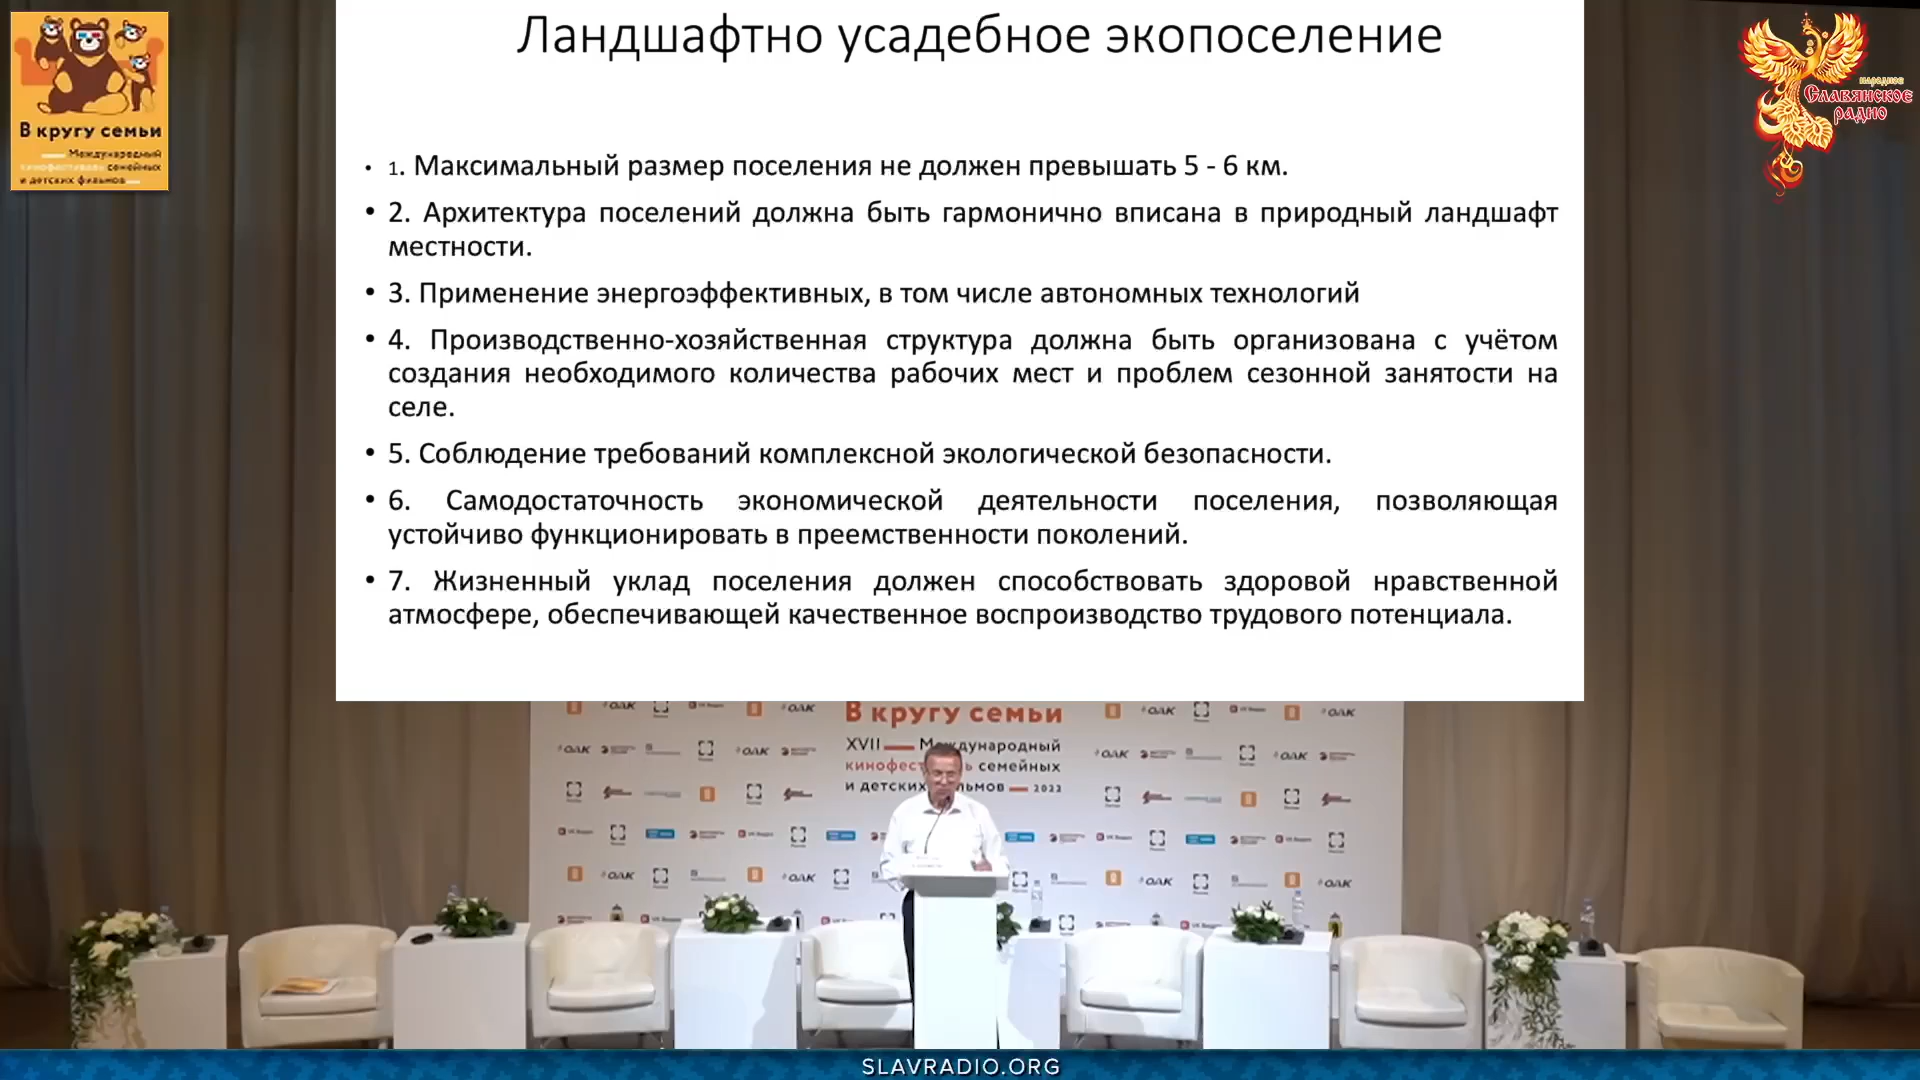 Ландшафтно усадебное экопоселение
• 1. Максимальный размер поселения не должен превышать 5 - 6 км.
• 2. Архитектура поселений должна быть гармонично вписана в природный ландшафт
местности.
• 3. Применение энергоэффективных, в том числе автономных технологий
• 4. Производственно-хозяйственная структура должна быть организована с учётом
создания необходимого количества рабочих мест и проблем сезонной занятости на
селе.
• 5. Соблюдение требований комплексной экологической безопасности.
• 6. Самодостаточность экономической деятельности поселения, позволяющая
устойчиво функционировать в преемственности поколений.
• 7. Жизненный уклад поселения должен способствовать здоровой нравственной
атмосфере, обеспечивающей качественное воспроизводство трудового потенциала.
В кругу семьи
Международный
кинофестиваль семейных
и детских фильмов
народное
Славянское
радио
В кругу семьи
XVII Международный
семейных
и детских 2022
ОАК
SLAVRADIO.ORG